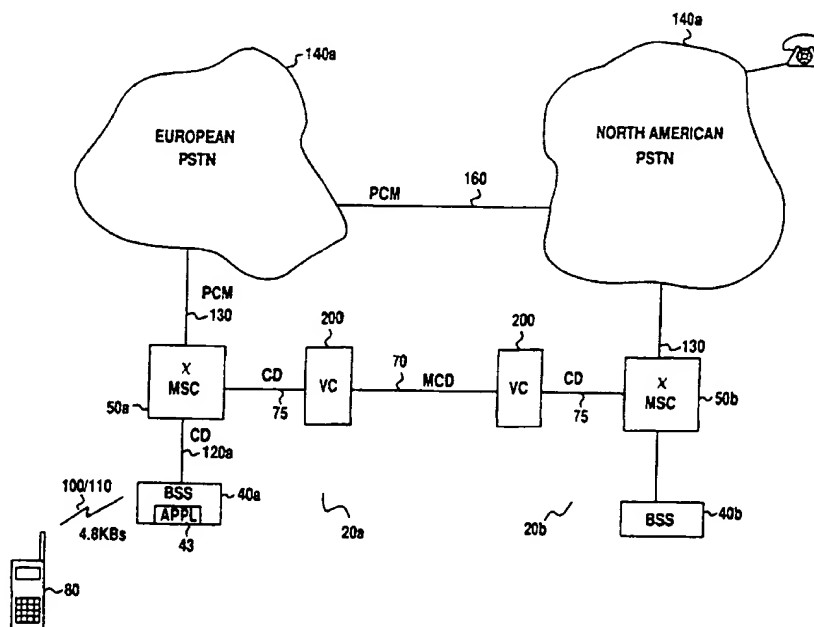 140a
140a
EUROPEAN
PSTN
NORTH AMERICAN
PSTN
PCM
160
PCM
130
200
200
130
χ
MSC
50a
CD
75
VC
70
MCD
VC
CD
75
χ
MSC
50b
CD
120a
100/110
4.8KBs
BSS
APPL
43
40a
20a
20b
BSS
40b
80